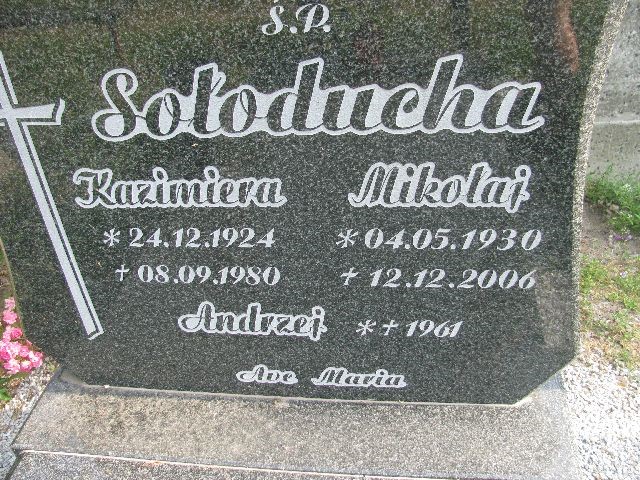 Ś.P.
Sołoducha
Kazimiera Mikołaj
* 24.12.1924 * 04.05.1930
† 08.09.1980 † 12.12.2006
Andrzej * † 1961
Ave Maria